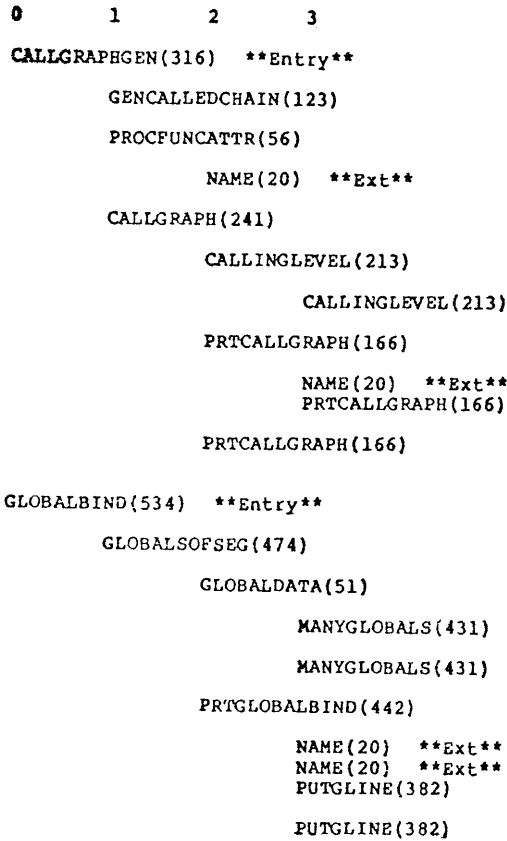 0 1 2 3
CALLGRAPHGEN(316) **Entry**
GENCALLEDCHAIN(123)
PROCFUNCATTR(56)
NAME(20) **Ext**
CALLGRAPH(241)
CALLINGLEVEL(213)
CALLINGLEVEL(213)
PRTCALLGRAPH(166)
NAME(20) **Ext**
PRTCALLGRAPH(166)
PRTCALLGRAPH(166)
GLOBALBIND(534) **Entry**
GLOBALSOFSEG(474)
GLOBALDATA(51)
MANYGLOBALS(431)
MANYGLOBALS(431)
PRTGLOBALBIND(442)
NAME(20) **Ext**
NAME(20) **Ext**
PUTGLINE(382)
PUTGLINE(382)